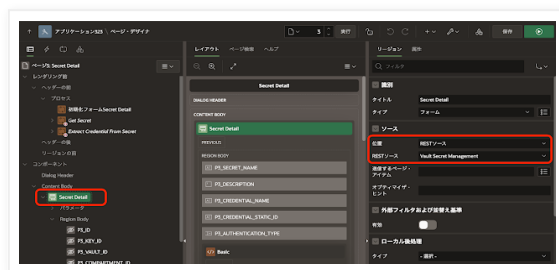 アプリケーション523 \ ページ・デザイナ
3
実行
保存
ページ3: Secret Detail
レンダリング前
ヘッダーの前
プロセス
初期化フォームSecret Detail
Get Secret
Extract Credential From Secret
ヘッダーの後
リージョンの前
コンポーネント
Dialog Header
Content Body
Secret Detail
パラメータ
Region Body
P3_ID
P3_KEY_ID
P3_VAULT_ID
P3_COMPARTMENT_ID
レイアウト ページ検索 ヘルプ
Secret Detail
DIALOG HEADER
CONTENT BODY
Secret Detail
PREVIOUS
REGION BODY
P3_SECRET_NAME
P3_DESCRIPTION
P3_CREDENTIAL_NAME
P3_CREDENTIAL_STATIC_ID
P3_AUTHENTICATION_TYPE
Basic
リージョン 属性
フィルタ
識別
タイトル Secret Detail
タイプ フォーム
ソース
位置 RESTソース
RESTソース Vault Secret Management
送信するページ・
アイテム
オプティマイザ・
ヒント
外部フィルタおよび並替え基準
有効
ローカル後処理
タイプ - 選択 -